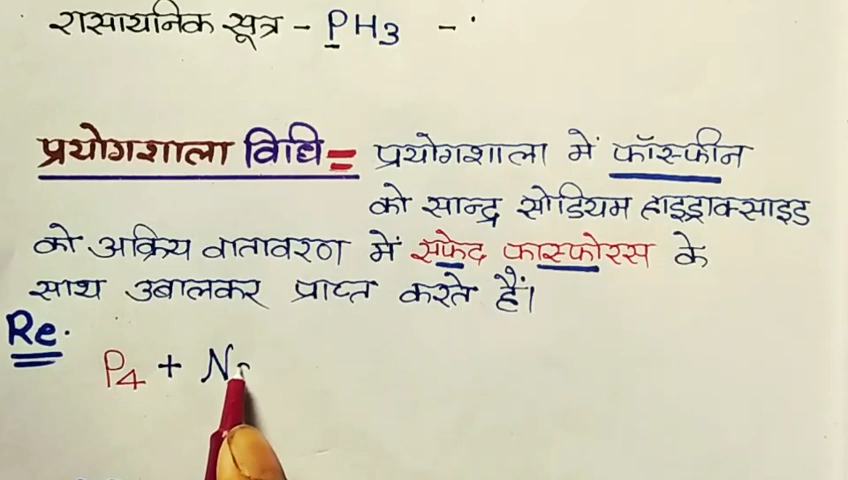 रासायनिक सूत्र - PH3 -
प्रयोगशाला विधि = प्रयोगशाला में फॉस्फीन
को सान्द्र सोडियम हाइड्राक्साइड
को अक्रिय वातावरण में सफेद फास्फोरस के
साथ उबालकर प्राप्त करते हैं।
Re.
P4 + N